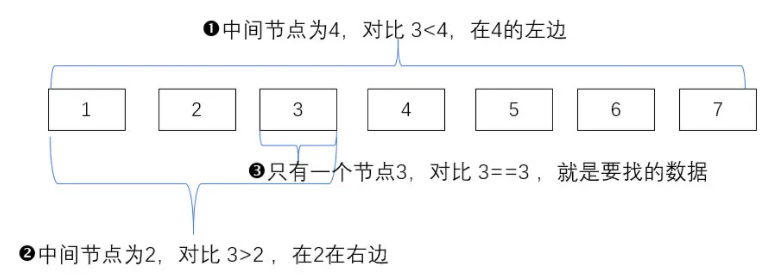 ❶中间节点为4，对比 3<4，在4的左边
1 2 3 4 5 6 7
❸只有一个节点3，对比 3==3 ，就是要找的数据
❷中间节点为2，对比 3>2 ，在2在右边